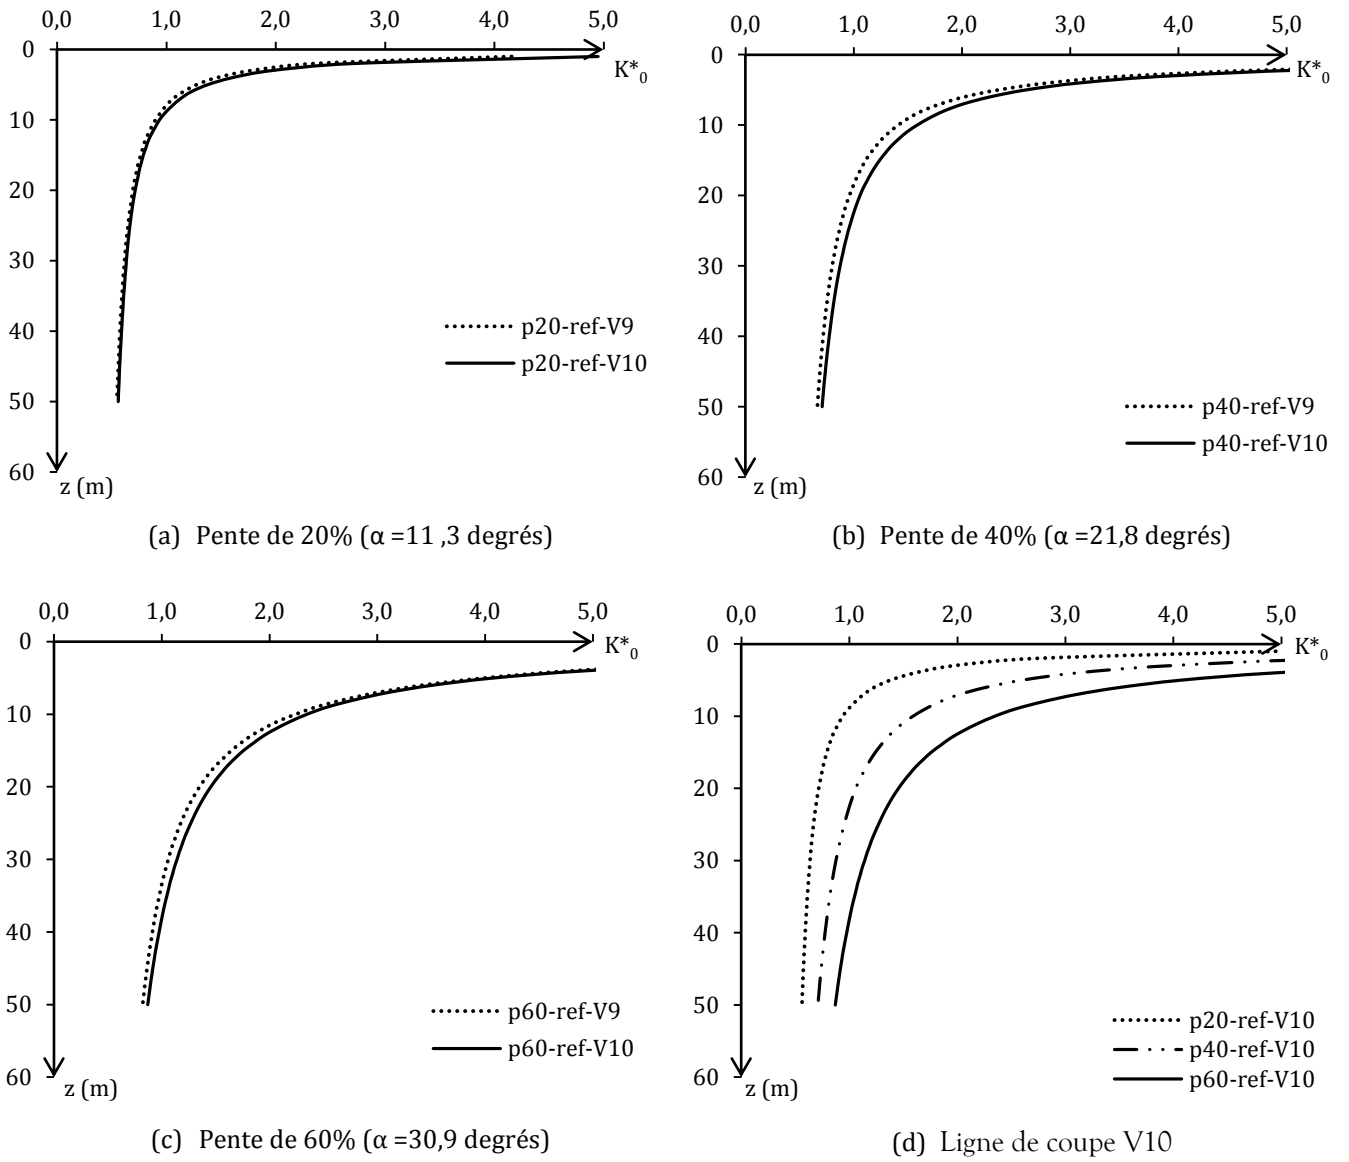 0,0 1,0 2,0 3,0 4,0 5,0
K*0
0
10
20
30
40
50
60
z (m)
p20-ref-V9
p20-ref-V10
(a) Pente de 20% (α =11 ,3 degrés)
0,0 1,0 2,0 3,0 4,0 5,0
K*0
0
10
20
30
40
50
60
z (m)
p40-ref-V9
p40-ref-V10
(b) Pente de 40% (α =21,8 degrés)
0,0 1,0 2,0 3,0 4,0 5,0
K*0
0
10
20
30
40
50
60
z (m)
p60-ref-V9
p60-ref-V10
(c) Pente de 60% (α =30,9 degrés)
0,0 1,0 2,0 3,0 4,0 5,0
K*0
0
10
20
30
40
50
60
z (m)
p20-ref-V10
p40-ref-V10
p60-ref-V10
(d) Ligne de coupe V10